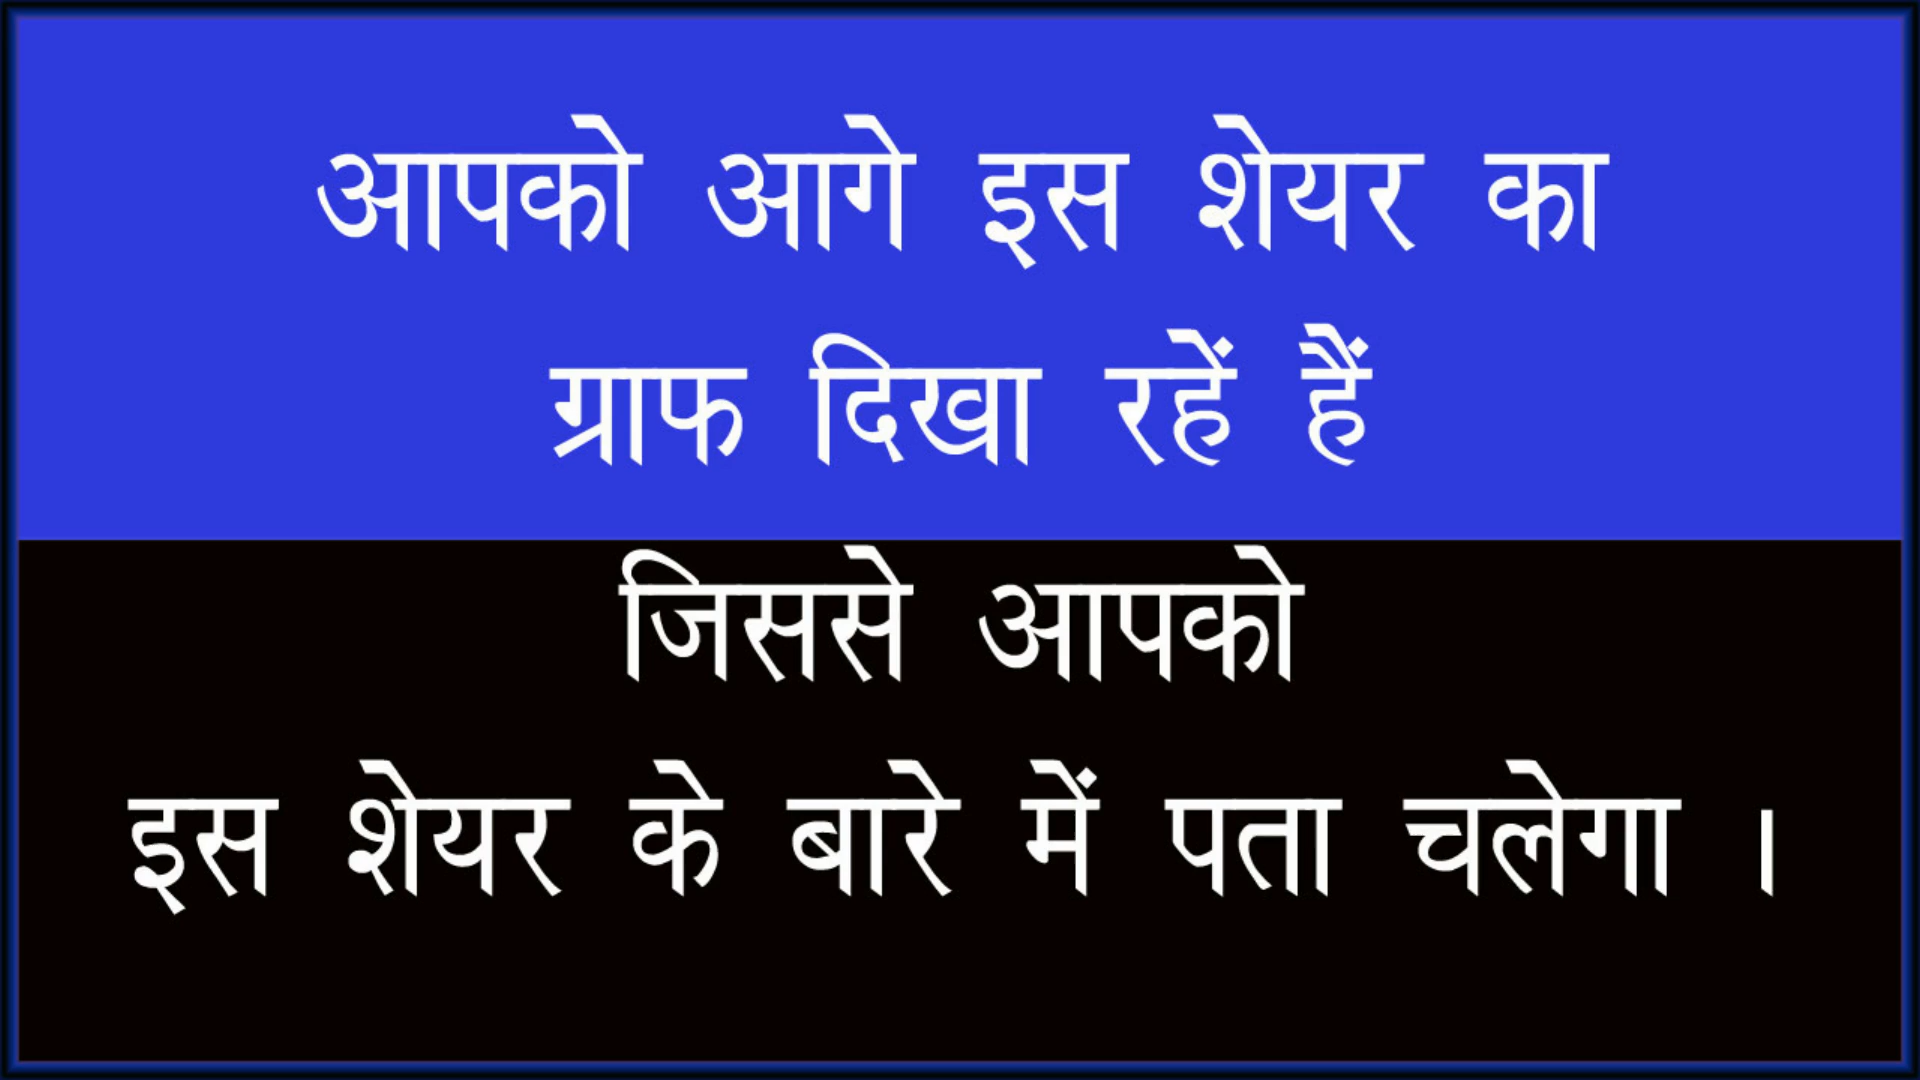 आपको आगे इस शेयर का
ग्राफ दिखा रहें हैं
जिससे आपको
इस शेयर के बारे में पता चलेगा ।